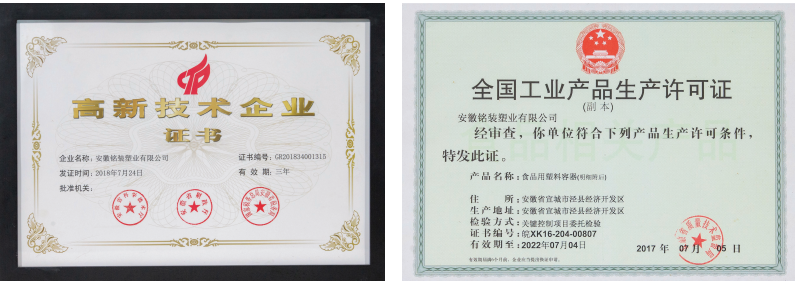 高新技术企业
证书
企业名称：安徽铭装塑业有限公司
证书编号：GR201834001315
发证时间：2018年7月24日
有 效 期：三年
批准机关：
全国工业产品生产许可证
(副 本)
安徽铭装塑业有限公司
经审查，你单位符合下列产品生产许可条件，
特发此证。
产品名称：食品用塑料容器(明细附后)
住 所：安徽省宣城市泾县经济开发区
生产地址：安徽省宣城市泾县经济开发区
检验方式：关键控制项目委托检验
证书编号：皖XK16-204-00807
有效期至：2022年07月04日
2017 年 07 月 05 日